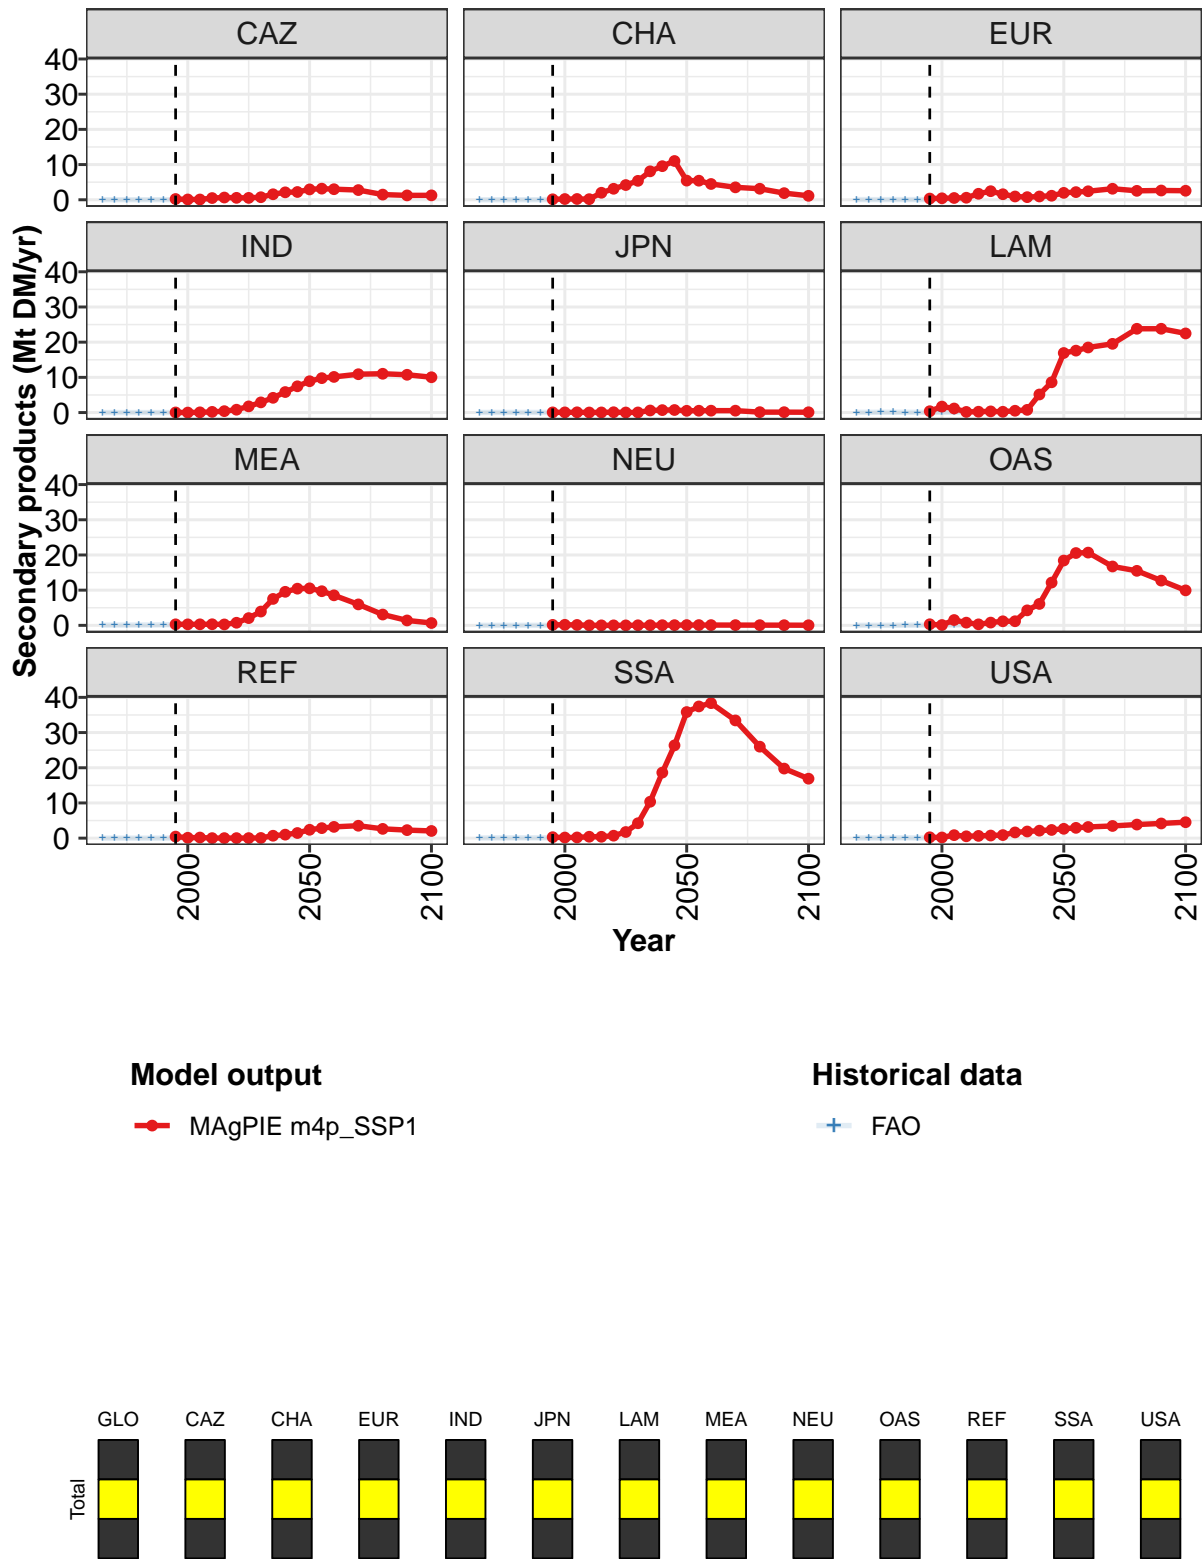 CAZ CHA EUR
40
30
20
10
0
IND JPN LAM
40
30
20
10
0
MEA NEU OAS
40
30
20
10
0
REF SSA USA
40
30
20
10
0
Secondary products (Mt DM/yr)
2000 2050 2100 2000 2050 2100 2000 2050 2100
Year
Model output
MAgPIE m4p_SSP1
Historical data
FAO
GLO CAZ CHA EUR IND JPN LAM MEA NEU OAS REF SSA USA
Total